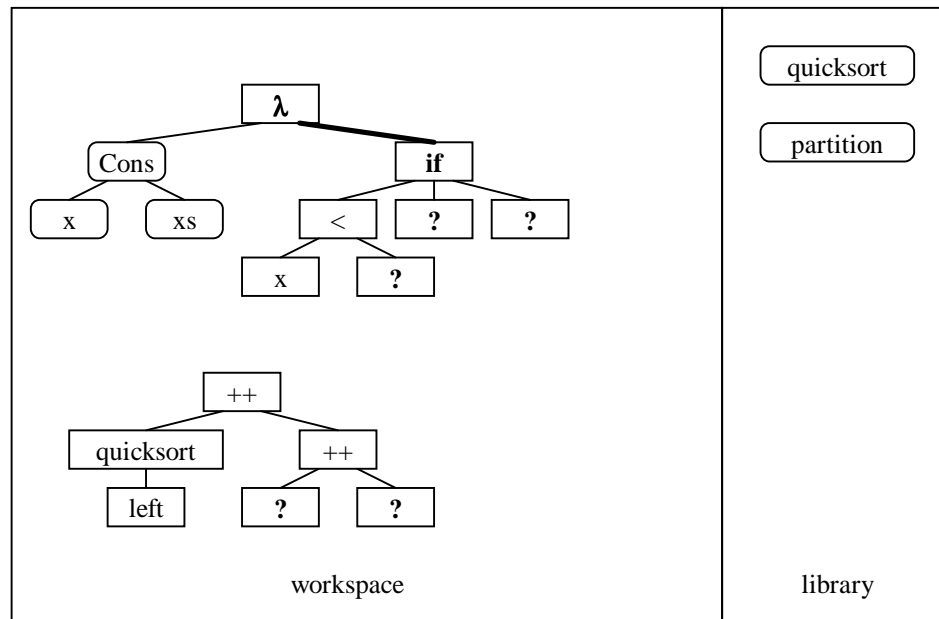 quicksort
λ
partition
Cons if
x xs < ? ?
x ?
++
quicksort ++
left ? ?
workspace library